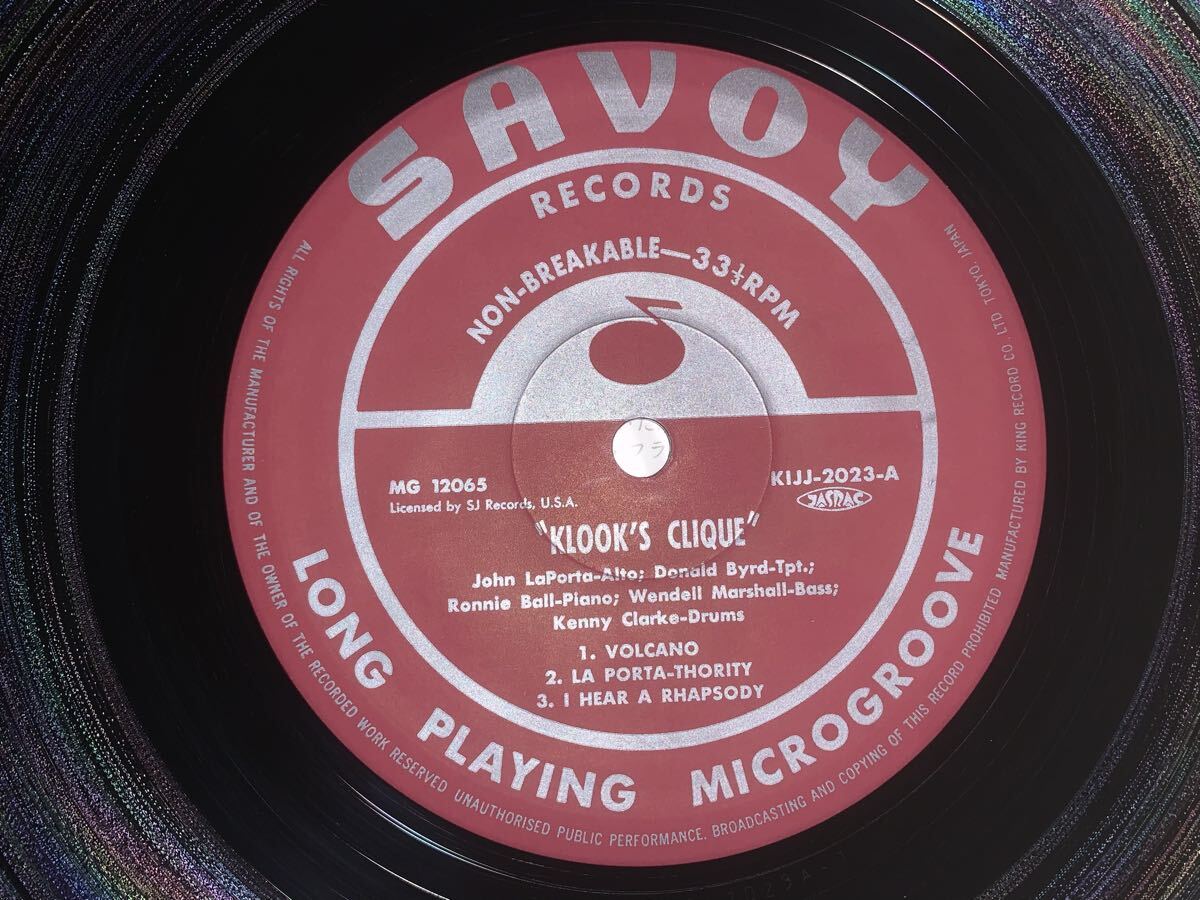 SAVOY
RECORDS
NON-BREAKABLE—33⅓RPM
MG 12065
Licensed by SJ Records, U.S.A.
KIJJ-2023-A
JASRAC
"KLOOK'S CLIQUE"
John LaPorta-Alto; Donald Byrd-Tpt.;
Ronnie Ball-Piano; Wendell Marshall-Bass;
Kenny Clarke-Drums
1. VOLCANO
2. LA PORTA-THORITY
3. I HEAR A RHAPSODY
LONG PLAYING MICROGROOVE
ALL RIGHTS OF THE MANUFACTURER AND OF THE OWNER OF THE RECORDED WORK RESERVED UNAUTHORISED PUBLIC PERFORMANCE. BROADCASTING AND COPYING OF THIS RECORD PROHIBITED MANUFACTURED BY KING RECORD CO. LTD TOKYO, JAPAN